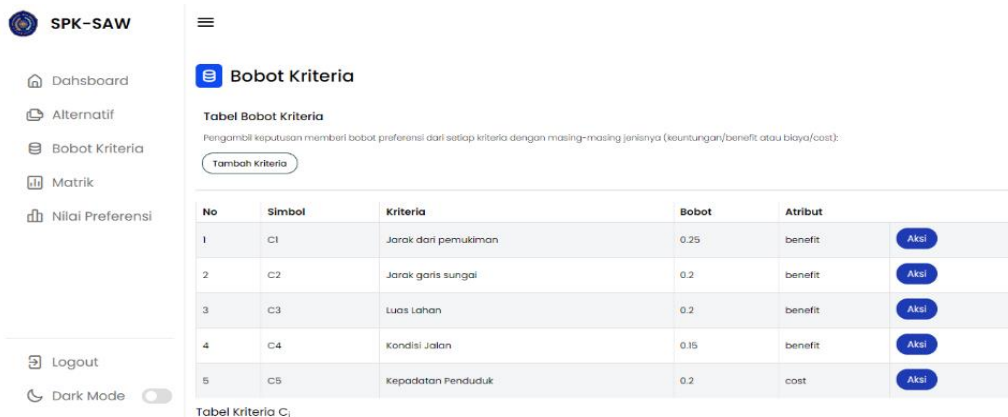 SPK-SAW
Dahsboard
Alternatif
Bobot Kriteria
Matrik
Nilai Preferensi
Logout
Dark Mode
Bobot Kriteria
Tabel Bobot Kriteria
Pengambil keputusan memberi bobot preferensi dari setiap kriteria dengan masing-masing jenisnya (keuntungan/benefit atau biaya/cost):
Tambah Kriteria
No Simbol Kriteria Bobot Atribut
1 C1 Jarak dari pemukiman 0.25 benefit Aksi
2 C2 Jarak garis sungai 0.2 benefit Aksi
3 C3 Luas Lahan 0.2 benefit Aksi
4 C4 Kondisi Jalan 0.15 benefit Aksi
5 C5 Kepadatan Penduduk 0.2 cost Aksi
Tabel Kriteria Ci